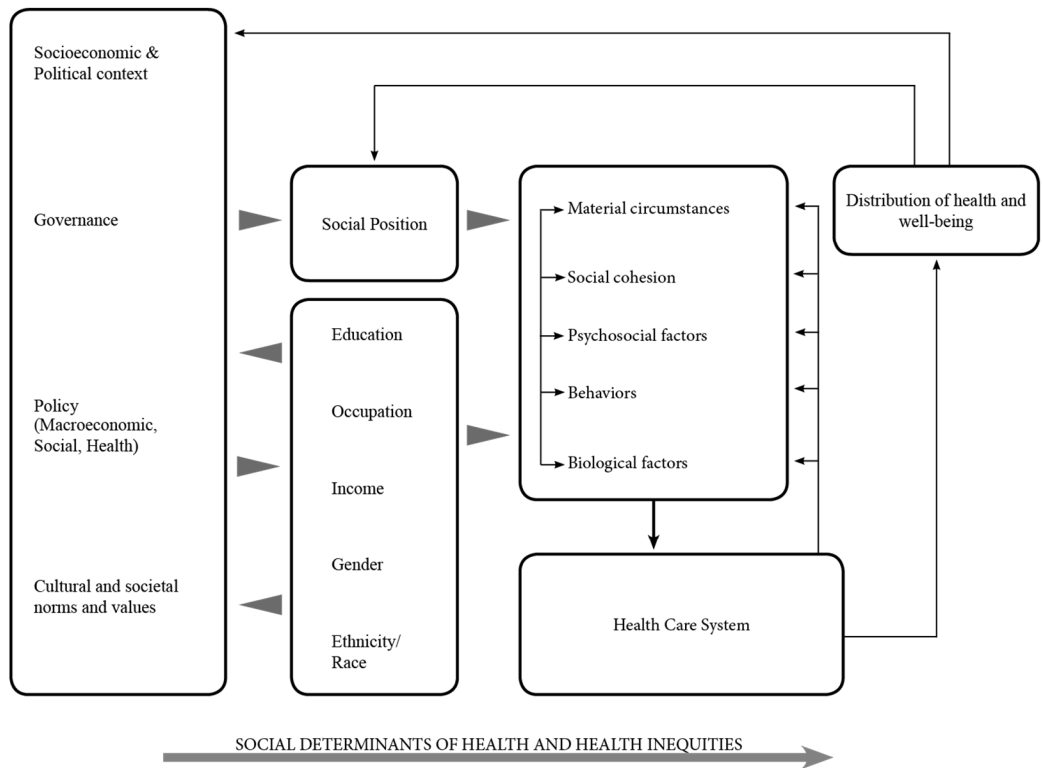 Socioeconomic &
Political context
Governance
Policy
(Macroeconomic,
Social, Health)
Cultural and societal
norms and values
Social Position
Education
Occupation
Income
Gender
Ethnicity/
Race
Material circumstances
Social cohesion
Psychosocial factors
Behaviors
Biological factors
Health Care System
Distribution of health and
well-being
SOCIAL DETERMINANTS OF HEALTH AND HEALTH INEQUITIES